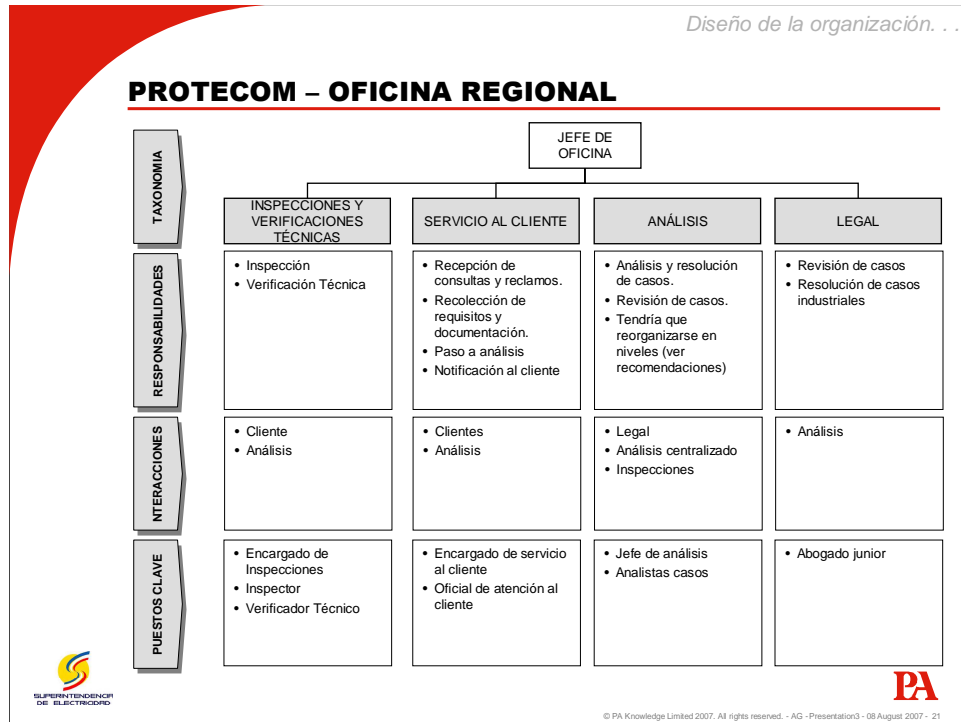 Diseño de la organización. . .
PROTECOM – OFICINA REGIONAL
TAXONOMIA
JEFE DE
OFICINA
INSPECCIONES Y
VERIFICACIONES
TÉCNICAS
SERVICIO AL CLIENTE
ANÁLISIS
LEGAL
RESPONSABILIDADES
• Inspección
• Verificación Técnica
• Recepción de
consultas y reclamos.
• Recolección de
requisitos y
documentación.
• Paso a análisis
• Notificación al cliente
• Análisis y resolución
de casos.
• Revisión de casos.
• Tendría que
reorganizarse en
niveles (ver
recomendaciones)
• Revisión de casos
• Resolución de casos
industriales
NTERACCIONES
• Cliente
• Análisis
• Clientes
• Análisis
• Legal
• Análisis centralizado
• Inspecciones
• Análisis
PUESTOS CLAVE
• Encargado de
Inspecciones
• Inspector
• Verificador Técnico
• Encargado de servicio
al cliente
• Oficial de atención al
cliente
• Jefe de análisis
• Analistas casos
• Abogado junior
SUPERINTENDENCIA
DE ELECTRICIDAD
PA
© PA Knowledge Limited 2007. All rights reserved. - AG - Presentation3 - 08 August 2007 - 21